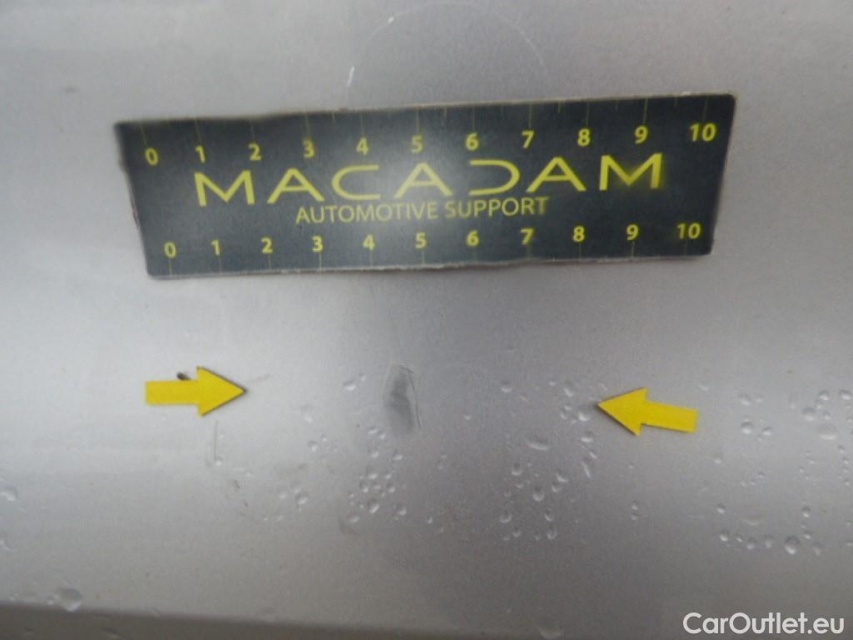 0 1 2 3 4 5 6 7 8 9 10
MACADAM
AUTOMOTIVE SUPPORT
0 1 2 3 4 5 6 7 8 9 10
CarOutlet.eu